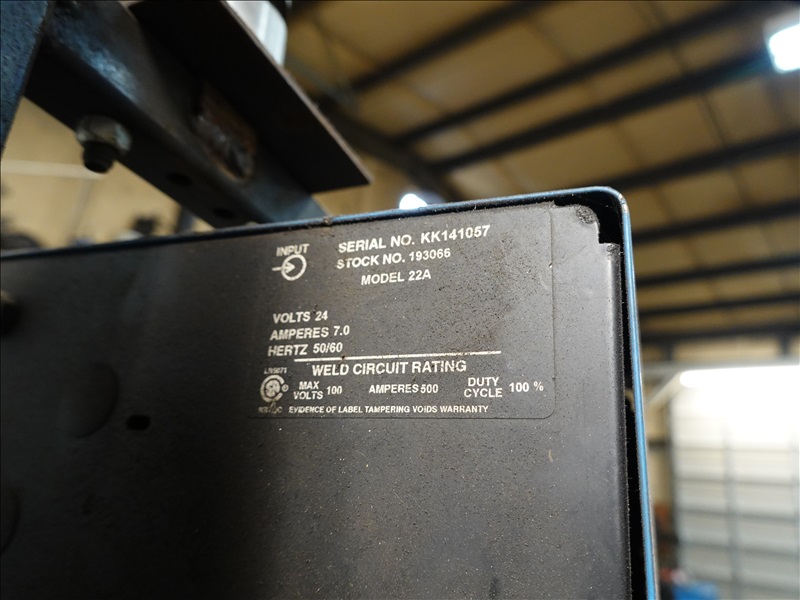 INPUT
SERIAL NO. KK141057
STOCK NO. 193066
MODEL 22A
VOLTS 24
AMPERES 7.0
HERTZ 50/60
WELD CIRCUIT RATING
MAX VOLTS 100 AMPERES 500 DUTY CYCLE 100 %
EVIDENCE OF LABEL TAMPERING VOIDS WARRANTY